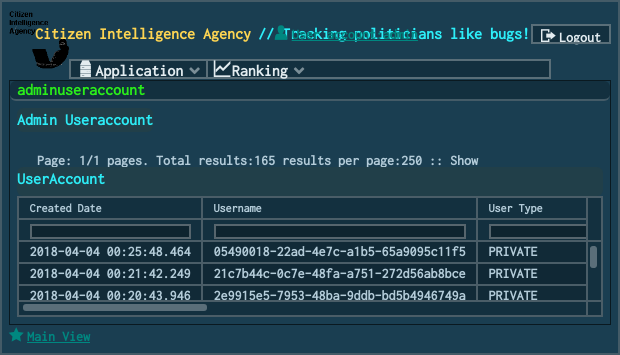 Citizen
Intelligence
Agency
Citizen Intelligence Agency // Tracking politicians like bugs!
Logout
Application
Ranking
adminuseraccount
Admin Useraccount
Page: 1/1 pages. Total results:165 results per page:250 :: Show
UserAccount
Created Date Username User Type
2018-04-04 00:25:48.464 05490018-22ad-4e7c-a1b5-65a9095c11f5 PRIVATE
2018-04-04 00:21:42.249 21c7b44c-0c7e-48fa-a751-272d56ab8bce PRIVATE
2018-04-04 00:20:43.946 2e9915e5-7953-48ba-9ddb-bd5b4946749a PRIVATE
Main View